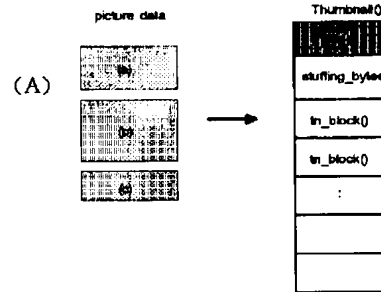 picture data
Thumbnail()
(A)
(a)
stuffing_bytes
(b)
tn_block()
tn_block()
(c)
: